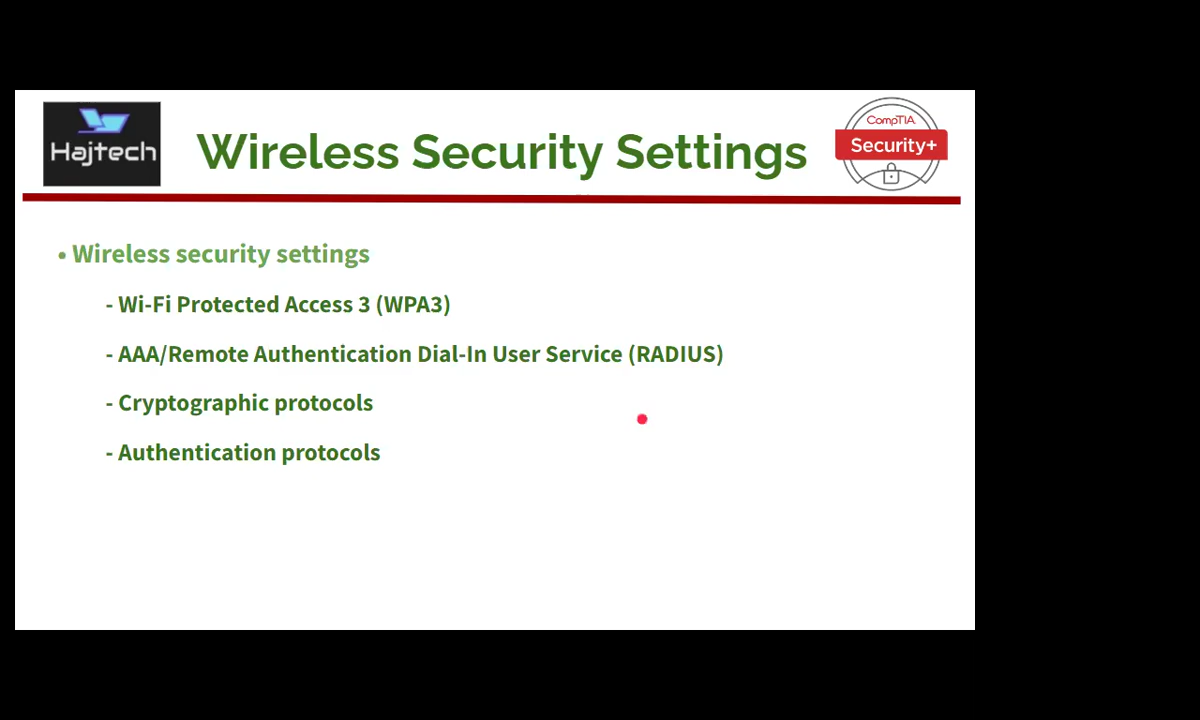 Hajtech
Wireless Security Settings
CompTIA
Security+
• Wireless security settings
- Wi-Fi Protected Access 3 (WPA3)
- AAA/Remote Authentication Dial-In User Service (RADIUS)
- Cryptographic protocols
- Authentication protocols